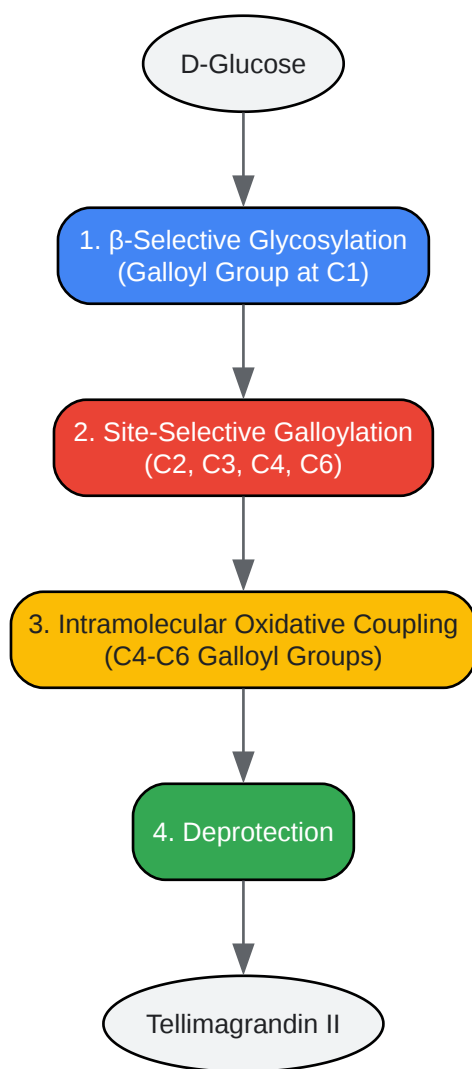 D-Glucose
1. β-Selective Glycosylation
(Galloyl Group at C1)
2. Site-Selective Galloylation
(C2, C3, C4, C6)
3. Intramolecular Oxidative Coupling
(C4-C6 Galloyl Groups)
4. Deprotection
Tellimagrandin II